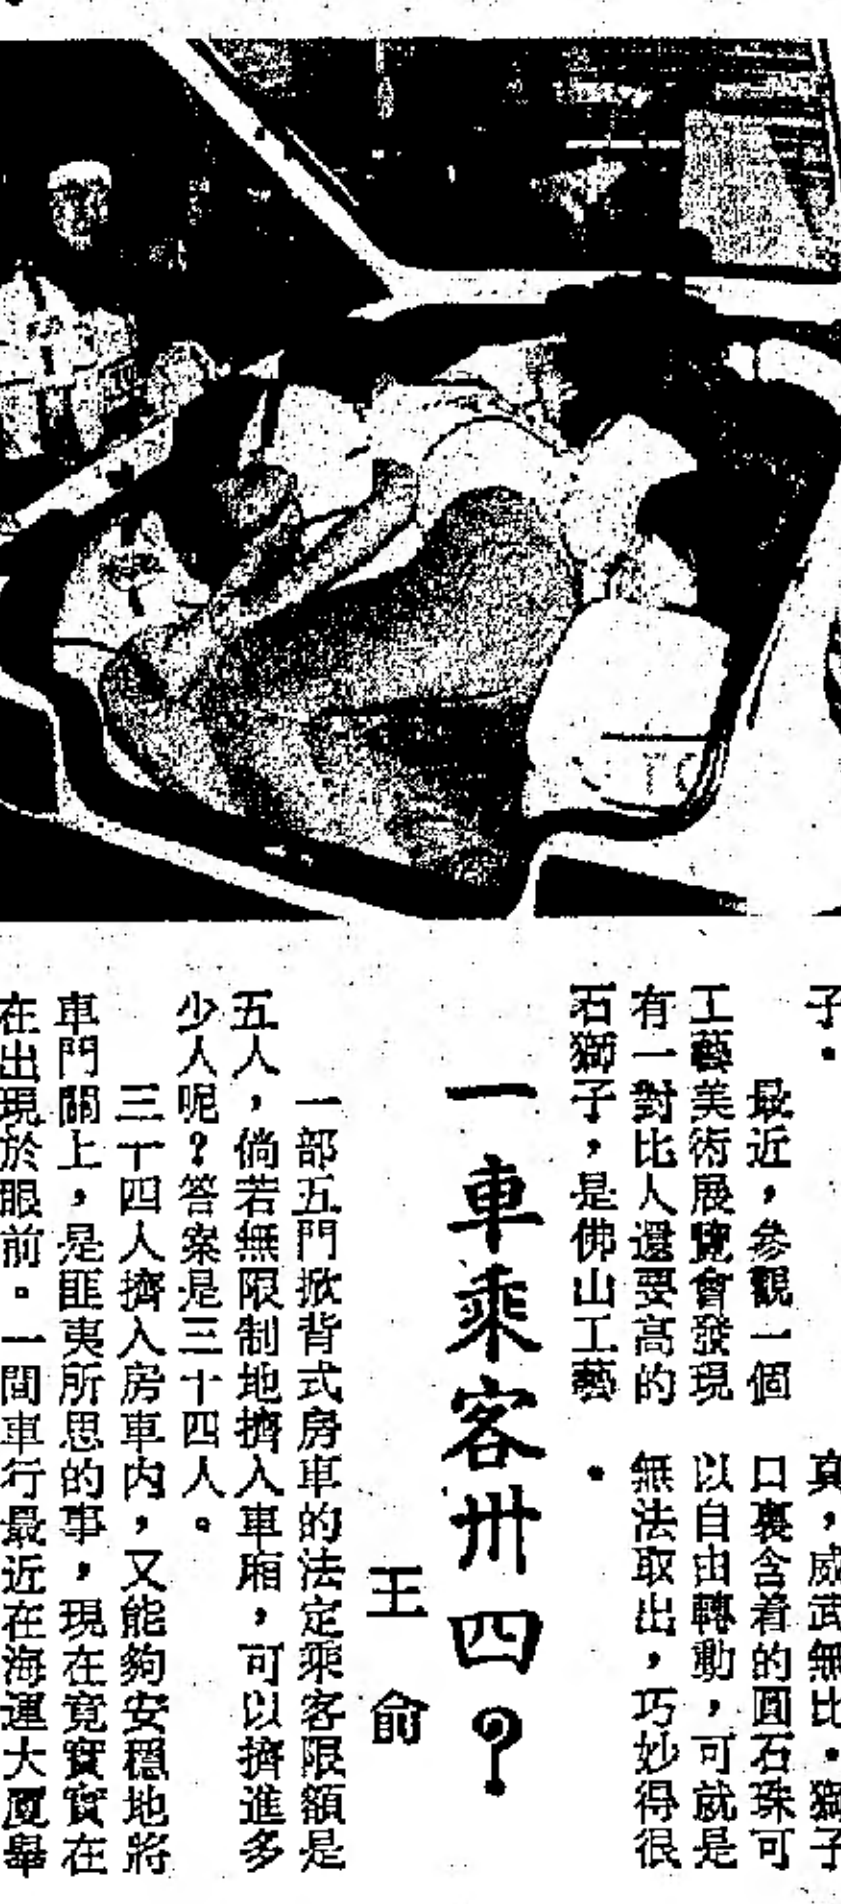 子。
最近，參觀一個
工藝美術展覽會發現
有一對比人還要高的
石獅子，是佛山工藝
真，威武無比。獅子
口裏含着的圓石珠可
以自由轉動，可就是
無法取出，巧妙得很
。
一車乘客卅四？
王俞
一部五門掀背式房車的法定乘客限額是
五人，倘若無限制地擠入車廂，可以擠進多
少人呢？答案是三十四人。
三十四人擠入房車內，又能夠安穩地將
車門關上，是匪夷所思的事，現在竟實實在
在出現於眼前。一間車行最近在海運大厦舉